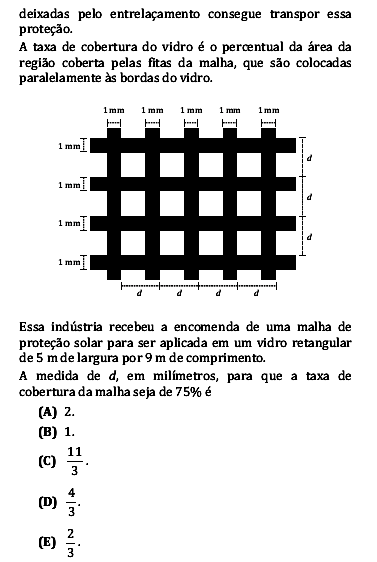 deixadas pelo entrelaçamento consegue transpor essa
proteção.
A taxa de cobertura do vidro é o percentual da área da
região coberta pelas fitas da malha, que são colocadas
paralelamente às bordas do vidro.
1 mm 1 mm 1 mm 1 mm 1 mm
1 mm
d
1 mm
d
1 mm
d
1 mm
d d d d
Essa indústria recebeu a encomenda de uma malha de
proteção solar para ser aplicada em um vidro retangular
de 5 m de largura por 9 m de comprimento.
A medida de d, em milímetros, para que a taxa de
cobertura da malha seja de 75% é
(A) 2.
(B) 1.
(C) 11/3.
(D) 4/3.
(E) 2/3.